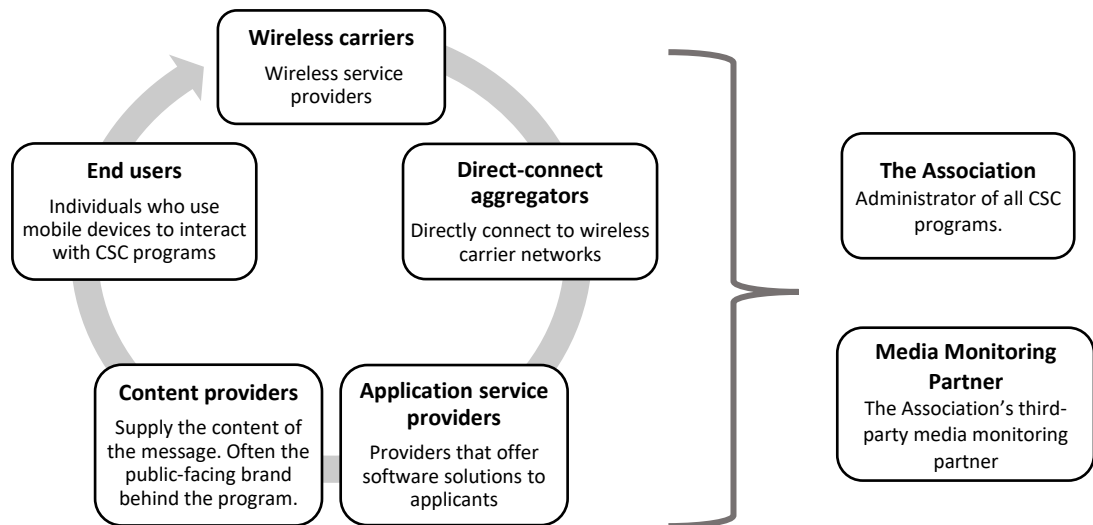 Wireless carriers
Wireless service
providers
End users
Individuals who use
mobile devices to interact
with CSC programs
Direct-connect
aggregators
Directly connect to wireless
carrier networks
Content providers
Supply the content of
the message. Often the
public-facing brand
behind the program.
Application service
providers
Providers that offer
software solutions to
applicants
The Association
Administrator of all CSC
programs.
Media Monitoring
Partner
The Association's third-
party media monitoring
partner